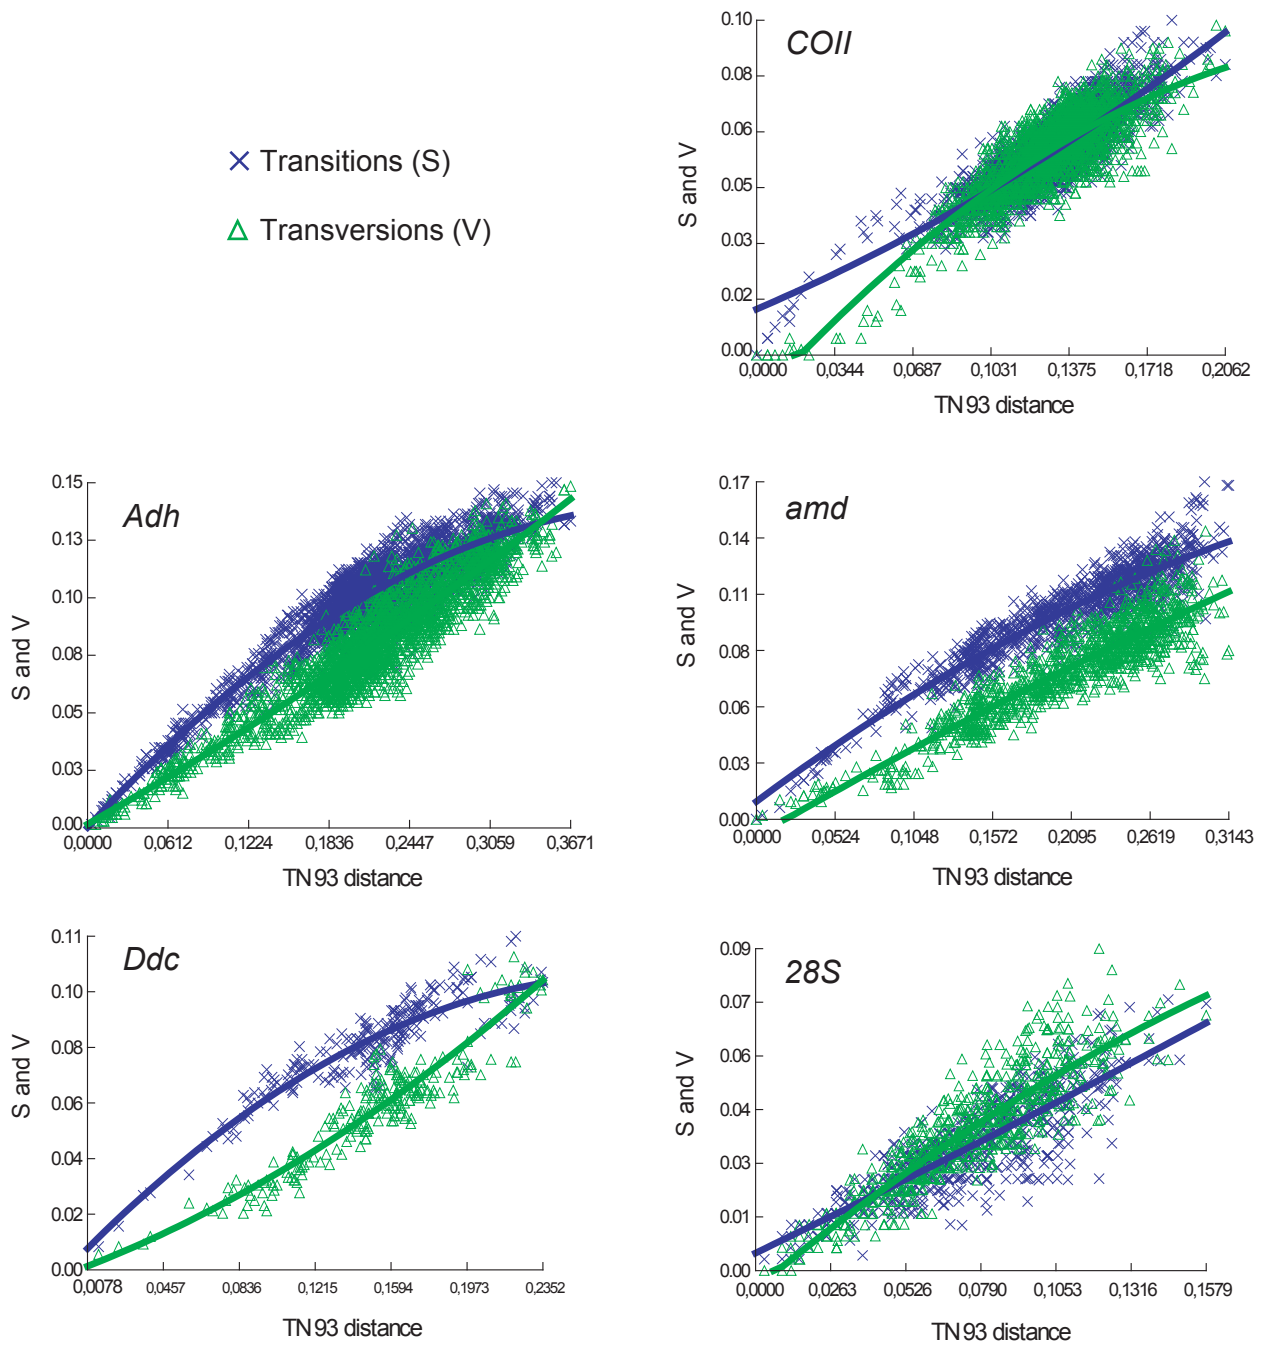 Transitions (S)
Transversions (V)
COII
S and V
0.10
0.08
0.06
0.05
0.03
0.02
0.00
0,0000 0,0344 0,0687 0,1031 0,1375 0,1718 0,2062
TN93 distance
Adh
S and V
0.15
0.13
0.10
0.08
0.05
0.03
0.00
0,0000 0,0612 0,1224 0,1836 0,2447 0,3059 0,3671
TN93 distance
amd
S and V
0.17
0.14
0.11
0.08
0.06
0.03
0.00
0,0000 0,0524 0,1048 0,1572 0,2095 0,2619 0,3143
TN93 distance
Ddc
S and V
0.11
0.10
0.08
0.06
0.04
0.02
0.00
0,0078 0,0457 0,0836 0,1215 0,1594 0,1973 0,2352
TN93 distance
28S
S and V
0.09
0.07
0.06
0.04
0.03
0.01
0.00
0,0000 0,0263 0,0526 0,0790 0,1053 0,1316 0,1579
TN93 distance